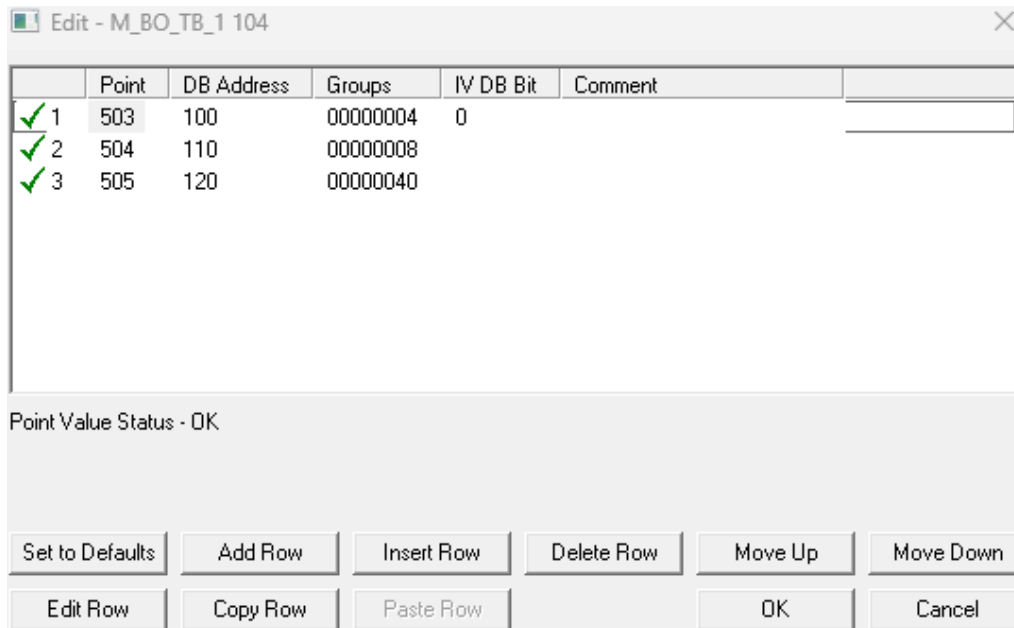 Edit - M_BO_TB_1 104
Point DB Address Groups IV DB Bit Comment
1 503 100 00000004 0
2 504 110 00000008
3 505 120 00000040
Point Value Status - OK
Set to Defaults Add Row Insert Row Delete Row Move Up Move Down
Edit Row Copy Row Paste Row OK Cancel